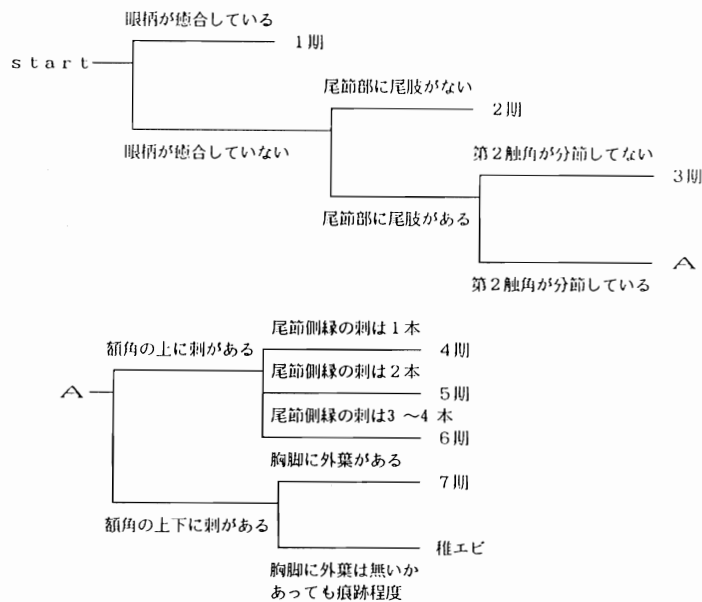 眼柄が癒合している
1期
start
尾節部に尾肢がない
2期
眼柄が癒合していない
第2触角が分節してない
3期
尾節部に尾肢がある
A
第2触角が分節している
尾節側縁の刺は1本
額角の上に刺がある
4期
尾節側縁の刺は2本
A
5期
尾節側縁の刺は3 〜4 本
6期
胸脚に外葉がある
7期
額角の上下に刺がある
稚エビ
胸脚に外葉は無いか
あっても痕跡程度